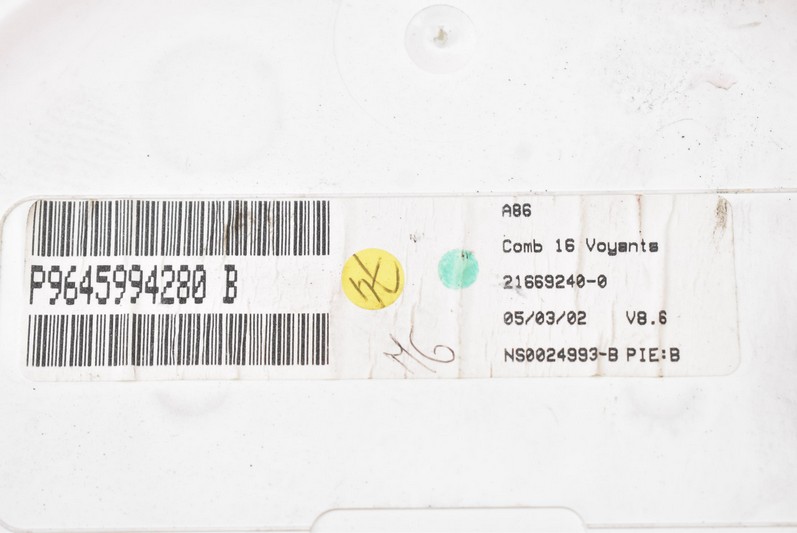 P9645994280 B
A86
Comb 16 Voyants
21669240-0
05/03/02 V8.6
NS0024993-B PIE:B